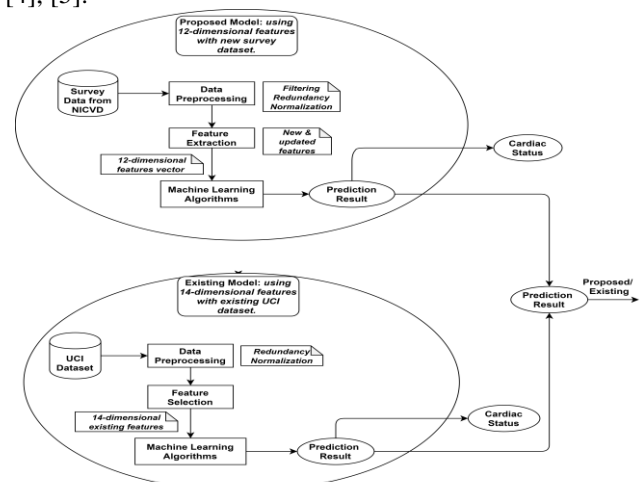 [4], [5].
Proposed Model: using
12-dimensional features
with new survey
dataset.
Survey
Data from
NICVD
Data
Preprocessing
Filtering
Redundancy
Normalization
Feature
Extraction
New &
updated
features
12-dimensional
features vector
Machine Learning
Algorithms
Prediction
Result
Cardiac
Status
Existing Model: using
14-dimensional features
with existing UCI
dataset.
UCI
Dataset
Data
Preprocessing
Redundancy
Normalization
Feature
Selection
14-dimensional
existing features
Machine Learning
Algorithms
Prediction
Result
Cardiac
Status
Prediction
Result
Proposed/
Existing